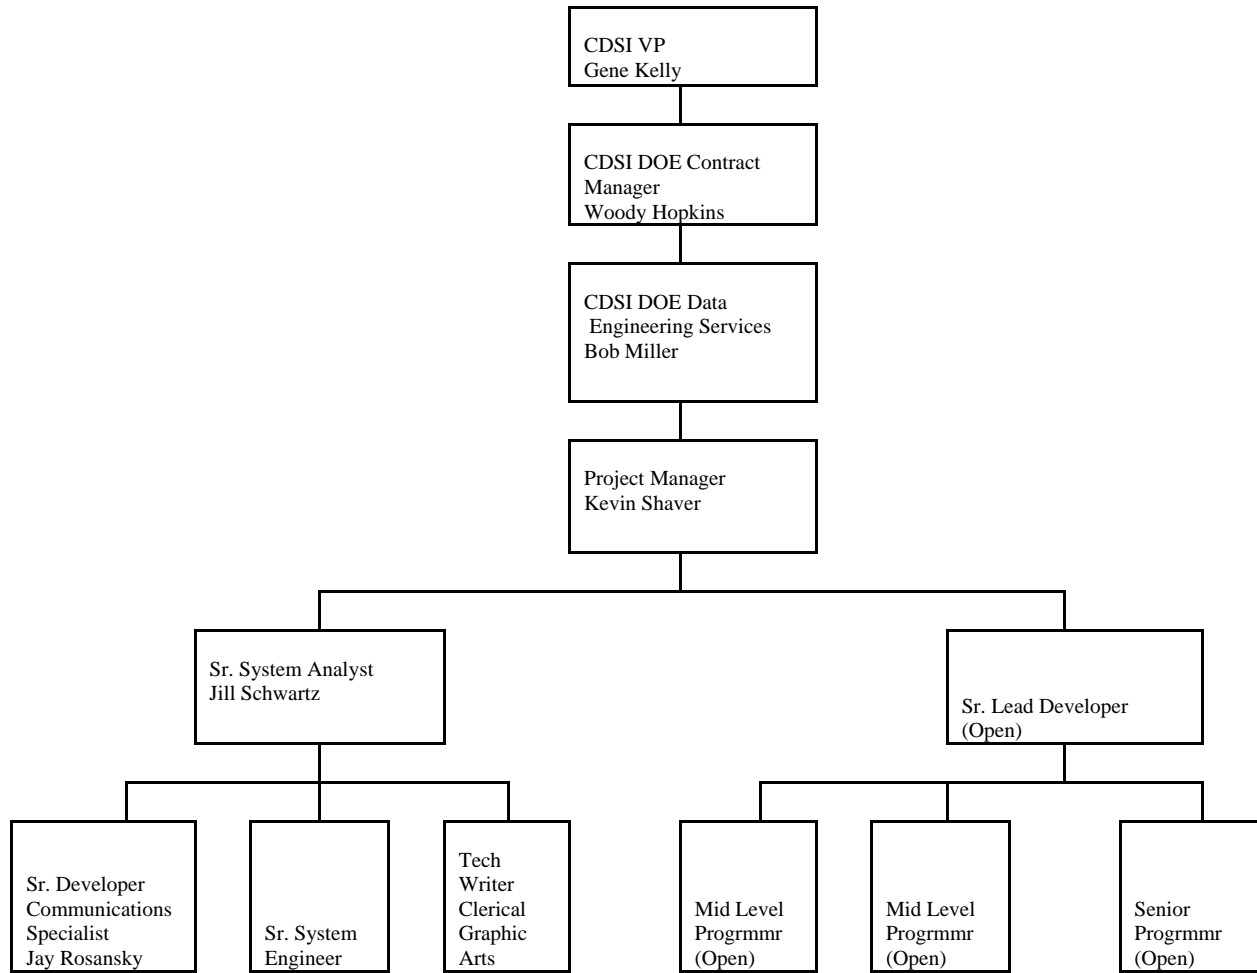 CDSI VP
Gene Kelly
CDSI DOE Contract
Manager
Woody Hopkins
CDSI DOE Data
Engineering Services
Bob Miller
Project Manager
Kevin Shaver
Sr. System Analyst
Jill Schwartz
Sr. Lead Developer
(Open)
Sr. Developer
Communications
Specialist
Jay Rosansky
Sr. System
Engineer
Tech
Writer
Clerical
Graphic
Arts
Mid Level
Progrmmr
(Open)
Mid Level
Progrmmr
(Open)
Senior
Progrmmr
(Open)